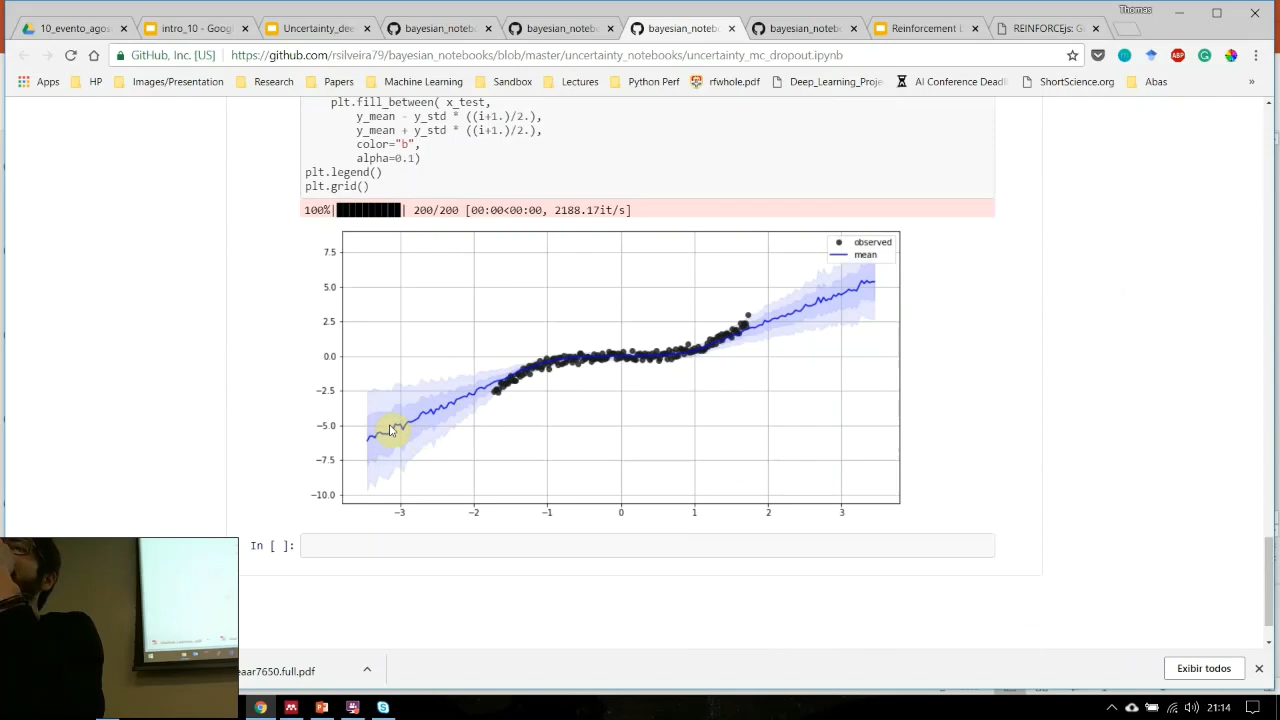 Thomas
10_evento_agos
intro_10 - Googl
Uncertainty_dee
bayesian_noteb
bayesian_noteb
bayesian_noteb
bayesian_noteb
Reinforcement L
REINFORCEjs: G
GitHub, Inc. [US]
https://github.com/rsilveira79/bayesian_notebooks/blob/master/uncertainty_notebooks/uncertainty_mc_dropout.ipynb
ABP
Apps
HP
Images/Presentation
Research
Papers
Machine Learning
Sandbox
Lectures
Python Perf
rlwhole.pdf
Deep_Learning_Proje
AI Conference Deadl
ShortScience.org
Abas
»
plt.fill_between( x_test,
y_mean - y_std * ((i+1.)/2.),
y_mean + y_std * ((i+1.)/2.),
color="b",
alpha=0.1)
plt.legend()
plt.grid()
100%|██████████| 200/200 [00:00<00:00, 2188.17it/s]
observed
mean
7.5
5.0
2.5
0.0
−2.5
−5.0
−7.5
−10.0
−3
−2
−1
0
1
2
3
In [ ]:
eaar7650.full.pdf
Exibir todos
21:14